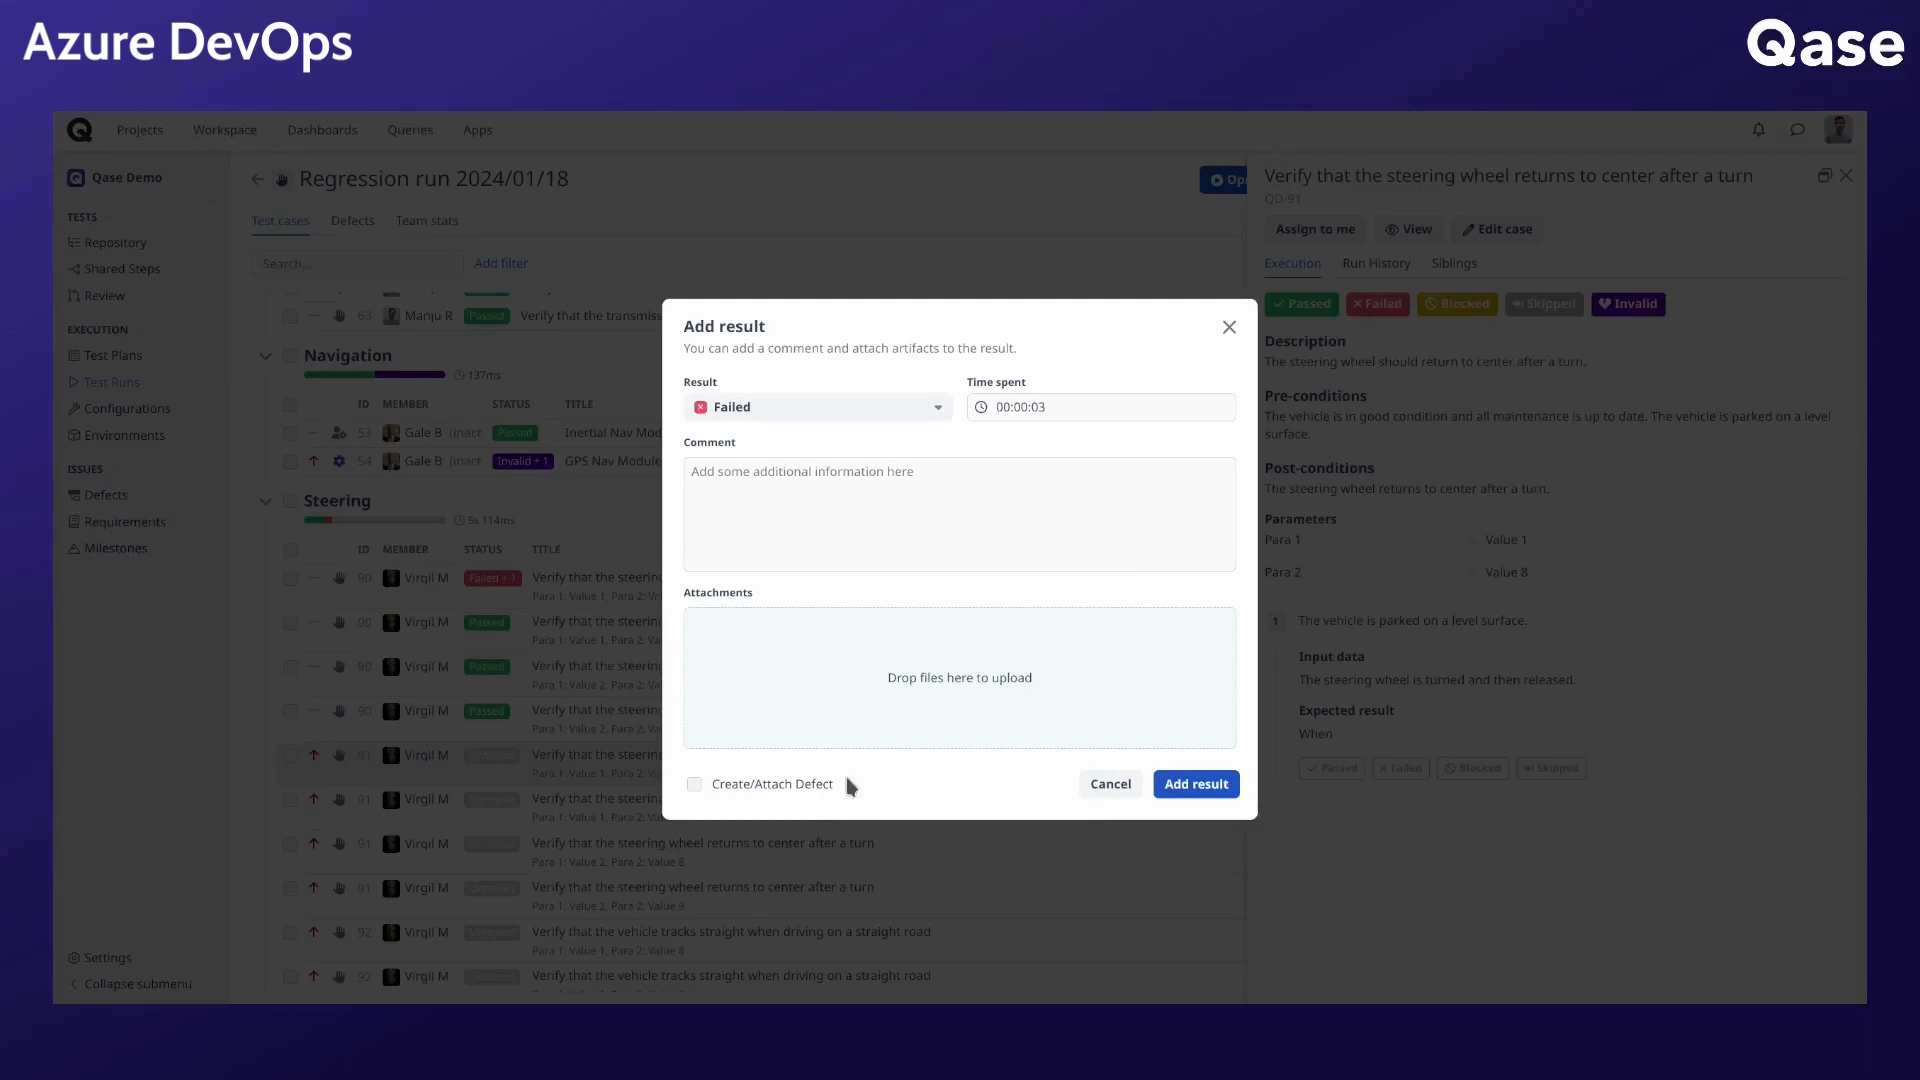 Azure DevOps
Qase
Projects
Workspace
Dashboards
Queries
Apps
Qase Demo
TESTS
Repository
Shared Steps
Review
EXECUTION
Test Plans
Test Runs
Configurations
Environments
ISSUES
Defects
Requirements
Milestones
Settings
Collapse submenu
Regression run 2024/01/18
Test cases
Defects
Team stats
Search...
Add filter
63 Manju R Passed Verify that the transmiss
Navigation
137ms
ID MEMBER STATUS TITLE
53 Gale B (inact Passed Inertial Nav Mod
54 Gale B (inact Invalid + 1 GPS Nav Module
Steering
5s 114ms
ID MEMBER STATUS TITLE
90 Virgil M Failed + 1 Verify that the steering
Para 1: Value 1, Para 2: V
90 Virgil M Passed Verify that the steering
Para 1: Value 1, Para 2: V
90 Virgil M Passed Verify that the steering
Para 1: Value 2, Para 2: V
90 Virgil M Passed Verify that the steering
Para 1: Value 2, Para 2: V
91 Virgil M Verify that the steering
Para 1: Value 1, Para 2: V
91 Virgil M Verify that the steering
Para 1: Value 1, Para 2: V
91 Virgil M Verify that the steering wheel returns to center after a turn
Para 1: Value 2, Para 2: Value 8
91 Virgil M Untested Verify that the steering wheel returns to center after a turn
Para 1: Value 2, Para 2: Value 9
92 Virgil M Untested Verify that the vehicle tracks straight when driving on a straight road
Para 1: Value 1, Para 2: Value 8
92 Virgil M Verify that the vehicle tracks straight when driving on a straight road
Add result
You can add a comment and attach artifacts to the result.
Result
Failed
Time spent
00:00:03
Comment
Add some additional information here
Attachments
Drop files here to upload
Create/Attach Defect
Cancel
Add result
Verify that the steering wheel returns to center after a turn
QD-91
Assign to me
View
Edit case
Execution
Run History
Siblings
Passed
Failed
Blocked
Skipped
Invalid
Description
The steering wheel should return to center after a turn.
Pre-conditions
The vehicle is in good condition and all maintenance is up to date. The vehicle is parked on a level
surface.
Post-conditions
The steering wheel returns to center after a turn.
Parameters
Para 1 Value 1
Para 2 Value 8
1 The vehicle is parked on a level surface.
Input data
The steering wheel is turned and then released.
Expected result
When
Passed
Failed
Blocked
Skipped